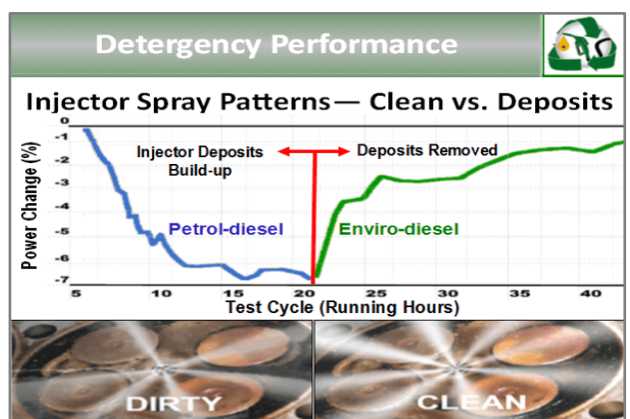 Detergency Performance
Injector Spray Patterns— Clean vs. Deposits
Power Change (%)
-1
-1
-2
-3
-4
-5
-6
-7
Injector Deposits
Build-up
Deposits Removed
Petrol-diesel
Enviro-diesel
5
10
15
20
25
30
35
40
Test Cycle (Running Hours)
DIRTY
CLEAN